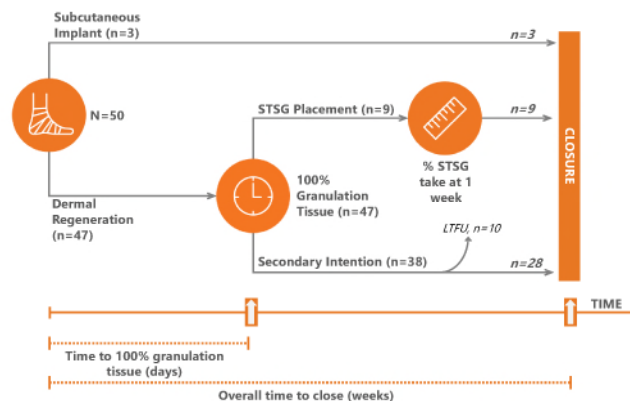 Subcutaneous
Implant (n=3)
n=3
N=50
STSG Placement (n=9)
n=9
CLOSURE
% STSG
take at 1
week
100%
Granulation
Tissue (n=47)
Dermal
Regeneration
(n=47)
LTFU, n=10
Secondary Intention (n=38)
n=28
TIME
Time to 100% granulation
tissue (days)
Overall time to close (weeks)